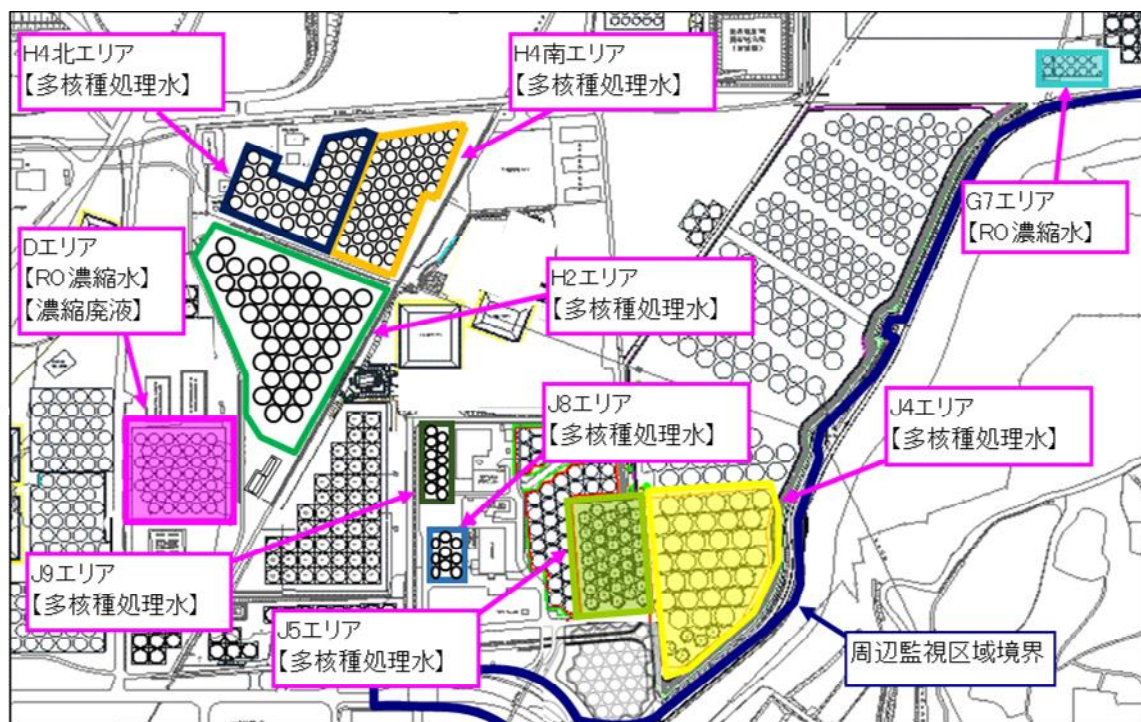 H4北エリア
【多核種処理水】
H4南エリア
【多核種処理水】
G7エリア
【RO濃縮水】
Dエリア
【RO濃縮水】
【濃縮廃液】
H2エリア
【多核種処理水】
J8エリア
【多核種処理水】
J4エリア
【多核種処理水】
J9エリア
【多核種処理水】
J5エリア
【多核種処理水】
周辺監視区域境界